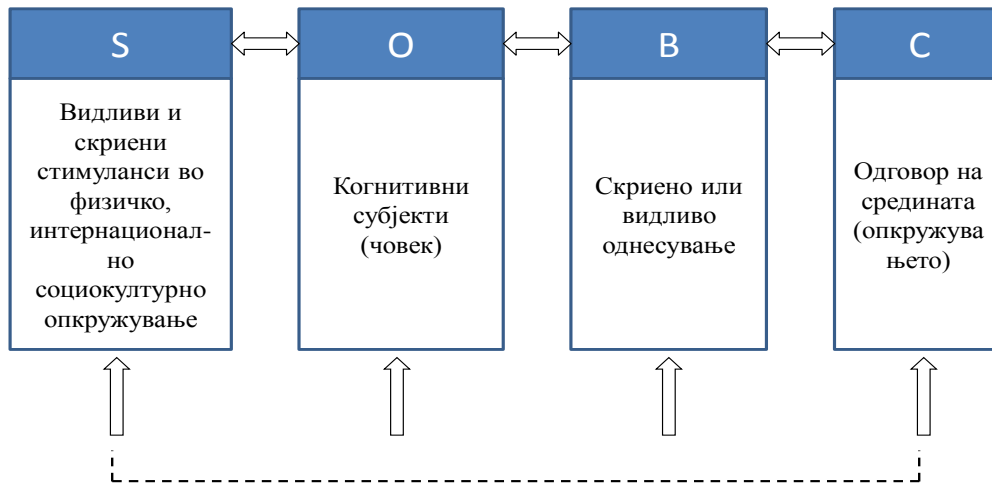 S
Видливи и
скриени
стимуланси во
физичко,
интернационал-
но
социокултурно
опкружување
O
Когнитивни
субјекти
(човек)
B
Скриено или
видливо
однесување
C
Одговор на
средината
(опкружува
њето)